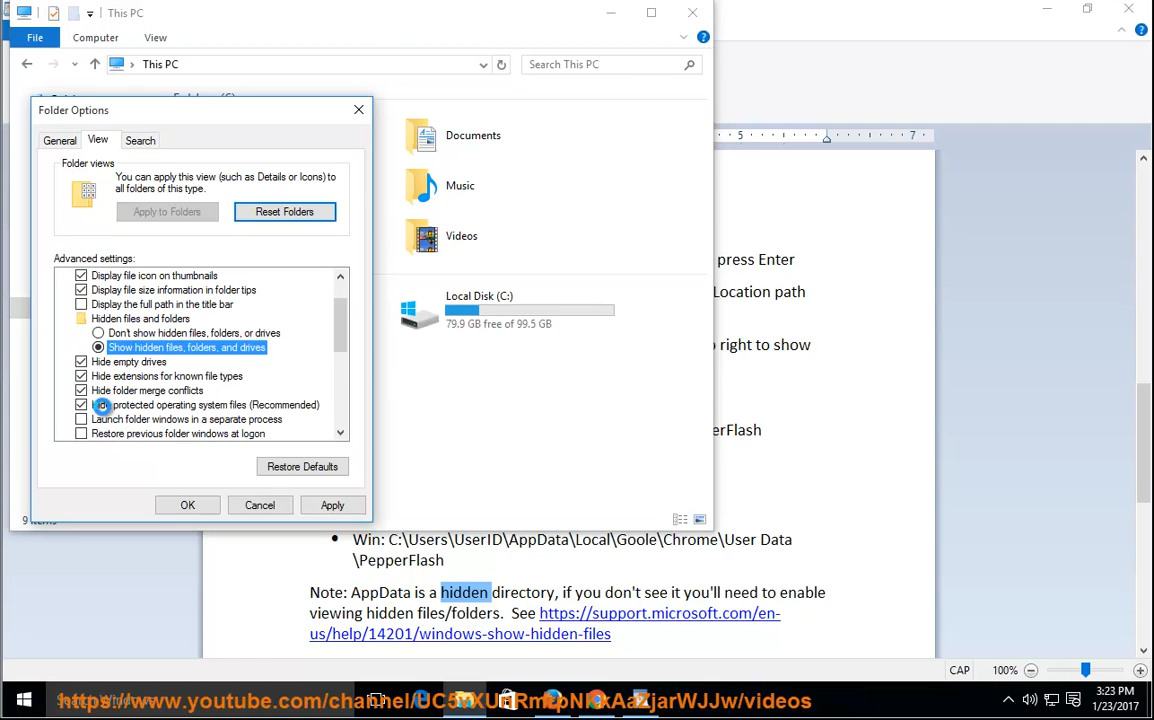 This PC
File Computer View
This PC
Search This PC
Folder Options
General View Search
Folder views
You can apply this view (such as Details or Icons) to
all folders of this type.
Apply to Folders Reset Folders
Advanced settings:
Display file icon on thumbnails
Display file size information in folder tips
Display the full path in the title bar
Hidden files and folders
Don't show hidden files, folders, or drives
Show hidden files, folders, and drives
Hide empty drives
Hide extensions for known file types
Hide folder merge conflicts
Hide protected operating system files (Recommended)
Launch folder windows in a separate process
Restore previous folder windows at logon
Restore Defaults
OK Cancel Apply
Documents
Music
Videos
Local Disk (C:)
79.9 GB free of 99.5 GB
5 7
press Enter
Location path
right to show
erFlash
• Win: C:\Users\UserID\AppData\Local\Goole\Chrome\User Data
\PepperFlash
Note: AppData is a hidden directory, if you don't see it you'll need to enable
viewing hidden files/folders. See https://support.microsoft.com/en-
us/help/14201/windows-show-hidden-files
CAP 100%
Search Windows
3:23 PM
1/23/2017